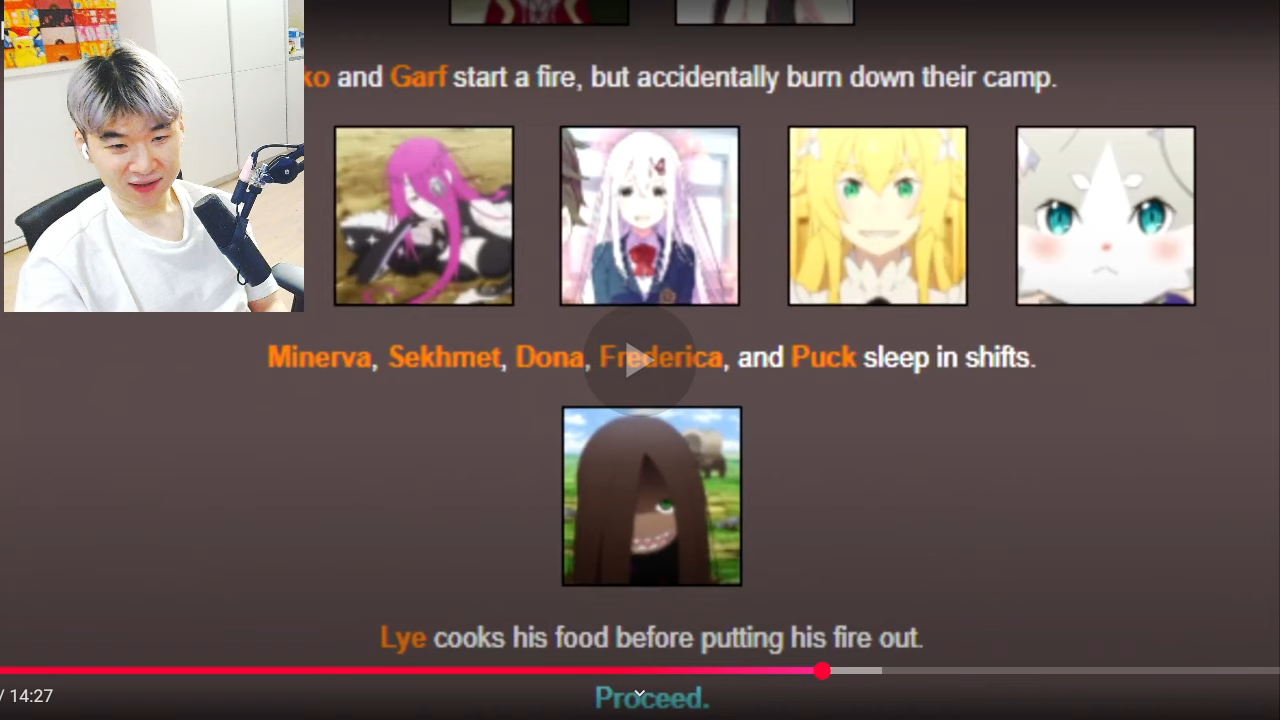 ko and Garf start a fire, but accidentally burn down their camp.
Minerva, Sekhmet, Dona, Frederica, and Puck sleep in shifts.
Lye cooks his food before putting his fire out.
/ 14:27
Proceed.